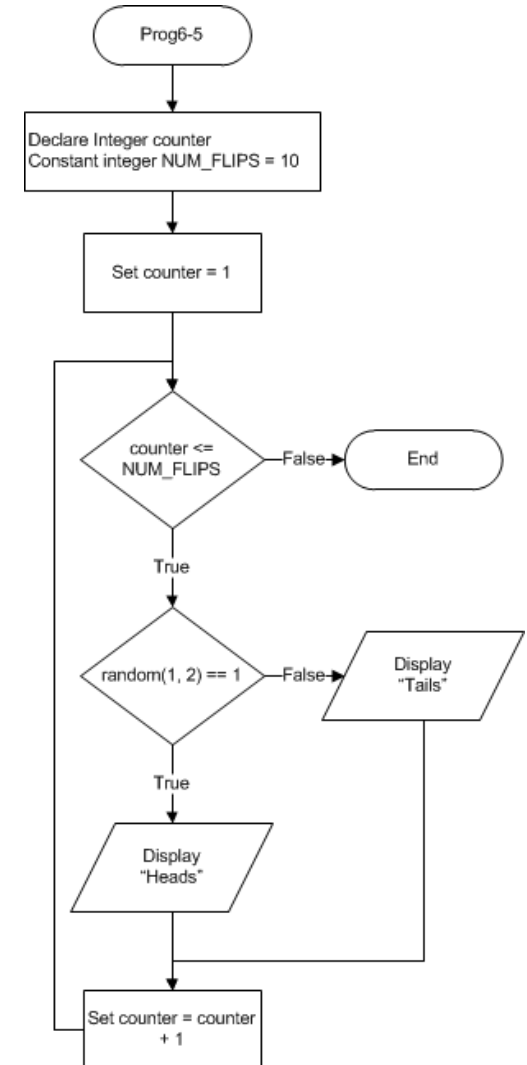 Prog6-5
Declare Integer counter
Constant integer NUM_FLIPS = 10
Set counter = 1
counter <=
NUM_FLIPS
False
End
True
random(1, 2) == 1
False
Display
“Tails”
True
Display
“Heads”
Set counter = counter
+ 1